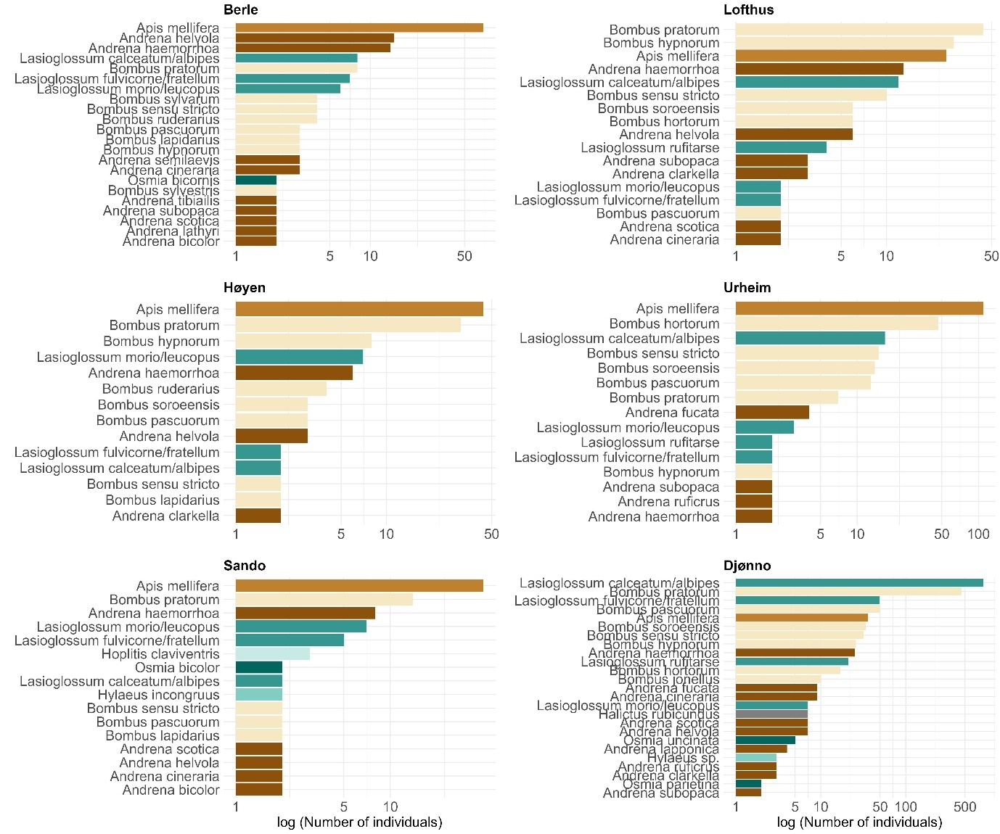 Berle
Apis mellifera
Andrena helvola
Andrena haemorrhoa
Lasioglossum calceatum/albipes
Bombus pratorum
Lasioglossum fulvicorne/fratellum
Lasioglossum morio/leucopus
Bombus sylvarum
Bombus sensu stricto
Bombus ruderarius
Bombus pascuorum
Bombus lapidarius
Bombus hypnorum
Andrena semilaevis
Andrena cineraria
Osmia bicornis
Bombus sylvestris
Andrena tibialis
Andrena subopaca
Andrena scotica
Andrena lathyri
Andrena bicolor
1 5 10 50
Lofthus
Bombus pratorum
Bombus hypnorum
Apis mellifera
Andrena haemorrhoa
Lasioglossum calceatum/albipes
Bombus sensu stricto
Bombus soroeensis
Bombus hortorum
Andrena helvola
Lasioglossum rufitarse
Andrena subopaca
Andrena clarkella
Lasioglossum morio/leucopus
Lasioglossum fulvicorne/fratellum
Bombus pascuorum
Andrena scotica
Andrena cineraria
1 5 10 50
Høyen
Apis mellifera
Bombus pratorum
Bombus hypnorum
Lasioglossum morio/leucopus
Andrena haemorrhoa
Bombus ruderarius
Bombus soroeensis
Bombus pascuorum
Andrena helvola
Lasioglossum fulvicorne/fratellum
Lasioglossum calceatum/albipes
Bombus sensu stricto
Bombus lapidarius
Andrena clarkella
1 5 10 50
Urheim
Apis mellifera
Bombus hortorum
Lasioglossum calceatum/albipes
Bombus sensu stricto
Bombus soroeensis
Bombus pascuorum
Bombus pratorum
Andrena fucata
Lasioglossum morio/leucopus
Lasioglossum rufitarse
Lasioglossum fulvicorne/fratellum
Bombus hypnorum
Andrena subopaca
Andrena ruficrus
Andrena haemorrhoa
1 5 10 50 100
Sando
Apis mellifera
Bombus pratorum
Andrena haemorrhoa
Lasioglossum morio/leucopus
Lasioglossum fulvicorne/fratellum
Hoplitis claviventris
Osmia bicolor
Lasioglossum calceatum/albipes
Hylaeus incongruus
Bombus sensu stricto
Bombus pascuorum
Bombus lapidarius
Andrena scotica
Andrena helvola
Andrena cineraria
Andrena bicolor
1 5 10
log (Number of individuals)
Djønno
Lasioglossum calceatum/albipes
Bombus pratorum
Lasioglossum fulvicorne/fratellum
Bombus pascuorum
Apis mellifera
Bombus soroeensis
Bombus sensu stricto
Bombus hypnorum
Andrena haemorrhoa
Lasioglossum rufitarse
Bombus hortorum
Bombus jonellus
Andrena fucata
Andrena cineraria
Lasioglossum morio/leucopus
Halictus rubicundus
Andrena scotica
Andrena helvola
Osmia uncinata
Andrena lapponica
Hylaeus sp.
Andrena ruficrus
Andrena clarkella
Osmia parietina
Andrena subopaca
1 5 10 50 100 500
log (Number of individuals)